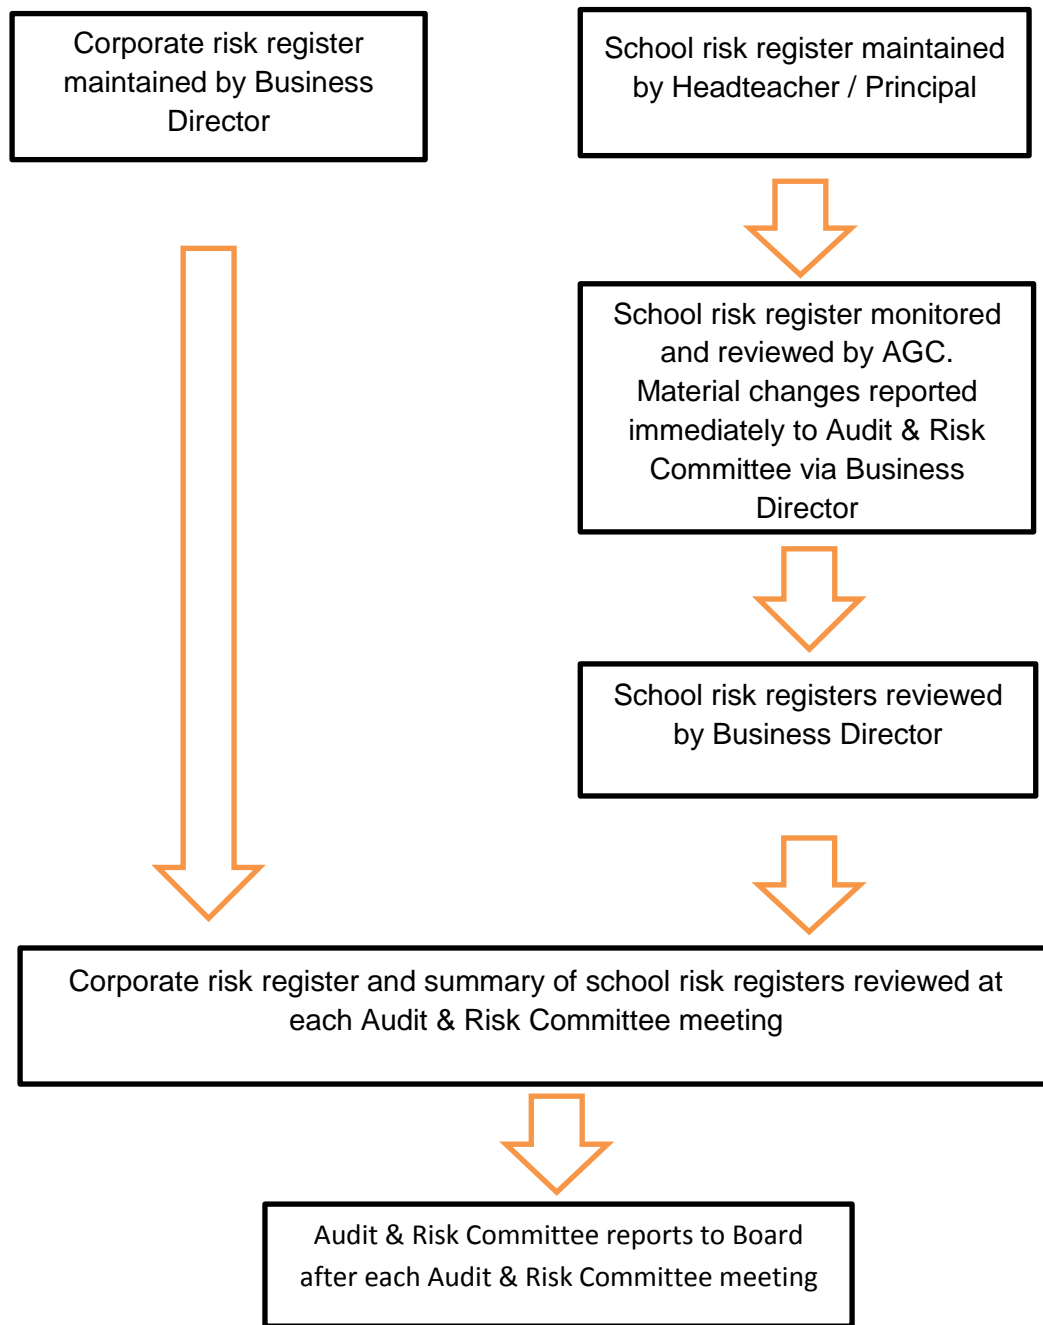 Corporate risk register
maintained by Business
Director
School risk register maintained
by Headteacher / Principal
School risk register monitored
and reviewed by AGC.
Material changes reported
immediately to Audit & Risk
Committee via Business
Director
School risk registers reviewed
by Business Director
Corporate risk register and summary of school risk registers reviewed at
each Audit & Risk Committee meeting
Audit & Risk Committee reports to Board
after each Audit & Risk Committee meeting